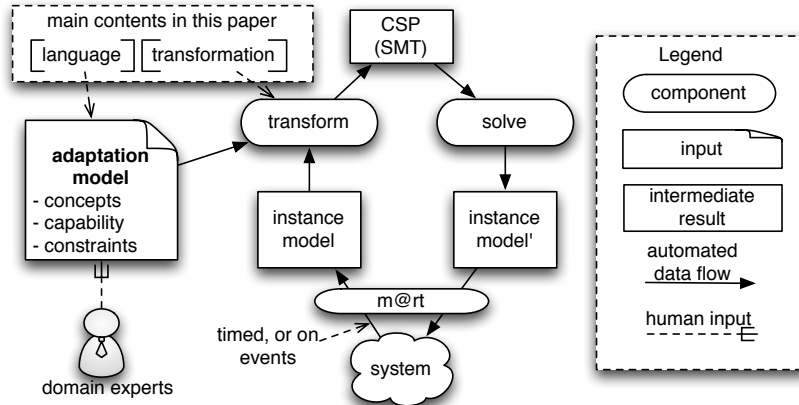 main contents in this paper
language
transformation
CSP
(SMT)
transform
solve
adaptation
model
- concepts
- capability
- constraints
instance
model
instance
model'
m@rt
timed, or on
events
system
domain experts
Legend
component
input
intermediate
result
automated
data flow
human input